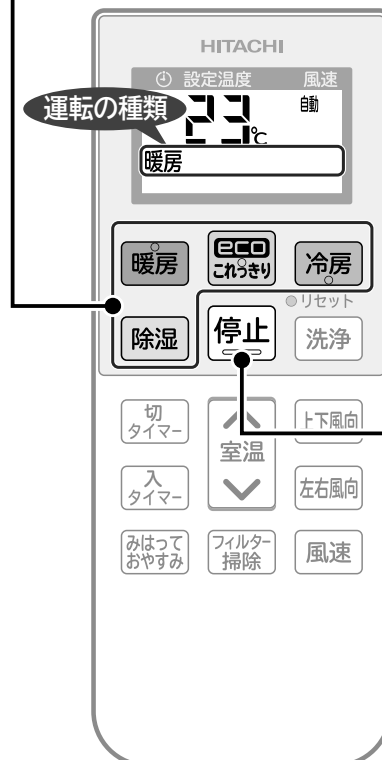 HITACHI
設定温度 風速
運転の種類
23℃ 自動
暖房
暖房 eco これっきり 冷房
リセット
除湿 停止 洗浄
切タイマー 上下風向
室温
入タイマー 左右風向
みはっておやすみ フィルター掃除 風速